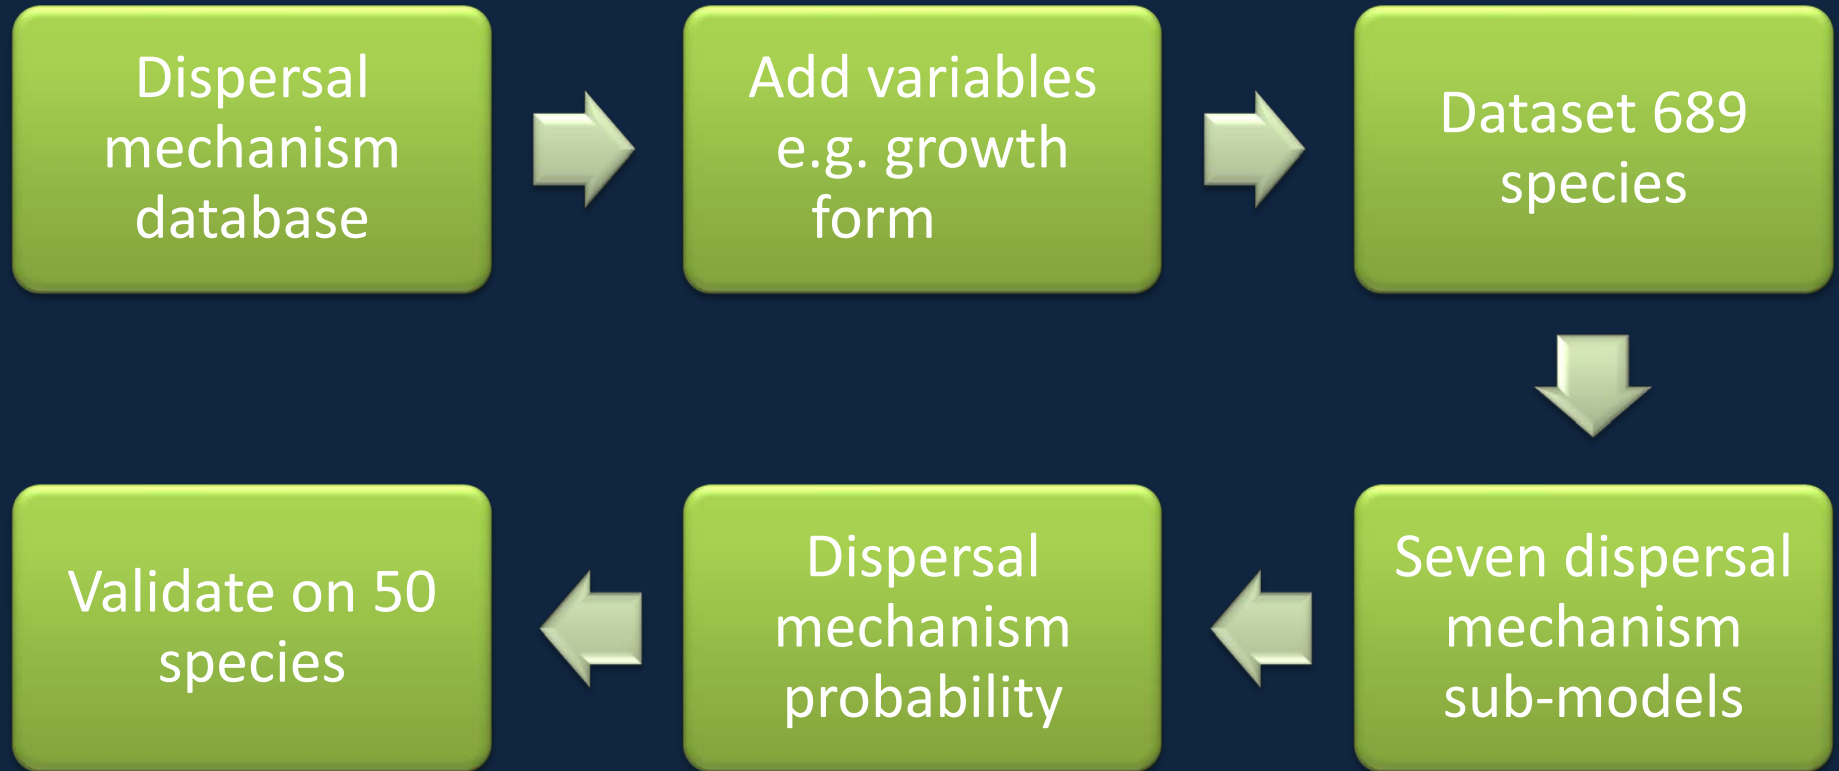 Dispersal
mechanism
database
Add variables
e.g. growth
form
Dataset 689
species
Seven dispersal
mechanism
sub-models
Dispersal
mechanism
probability
Validate on 50
species